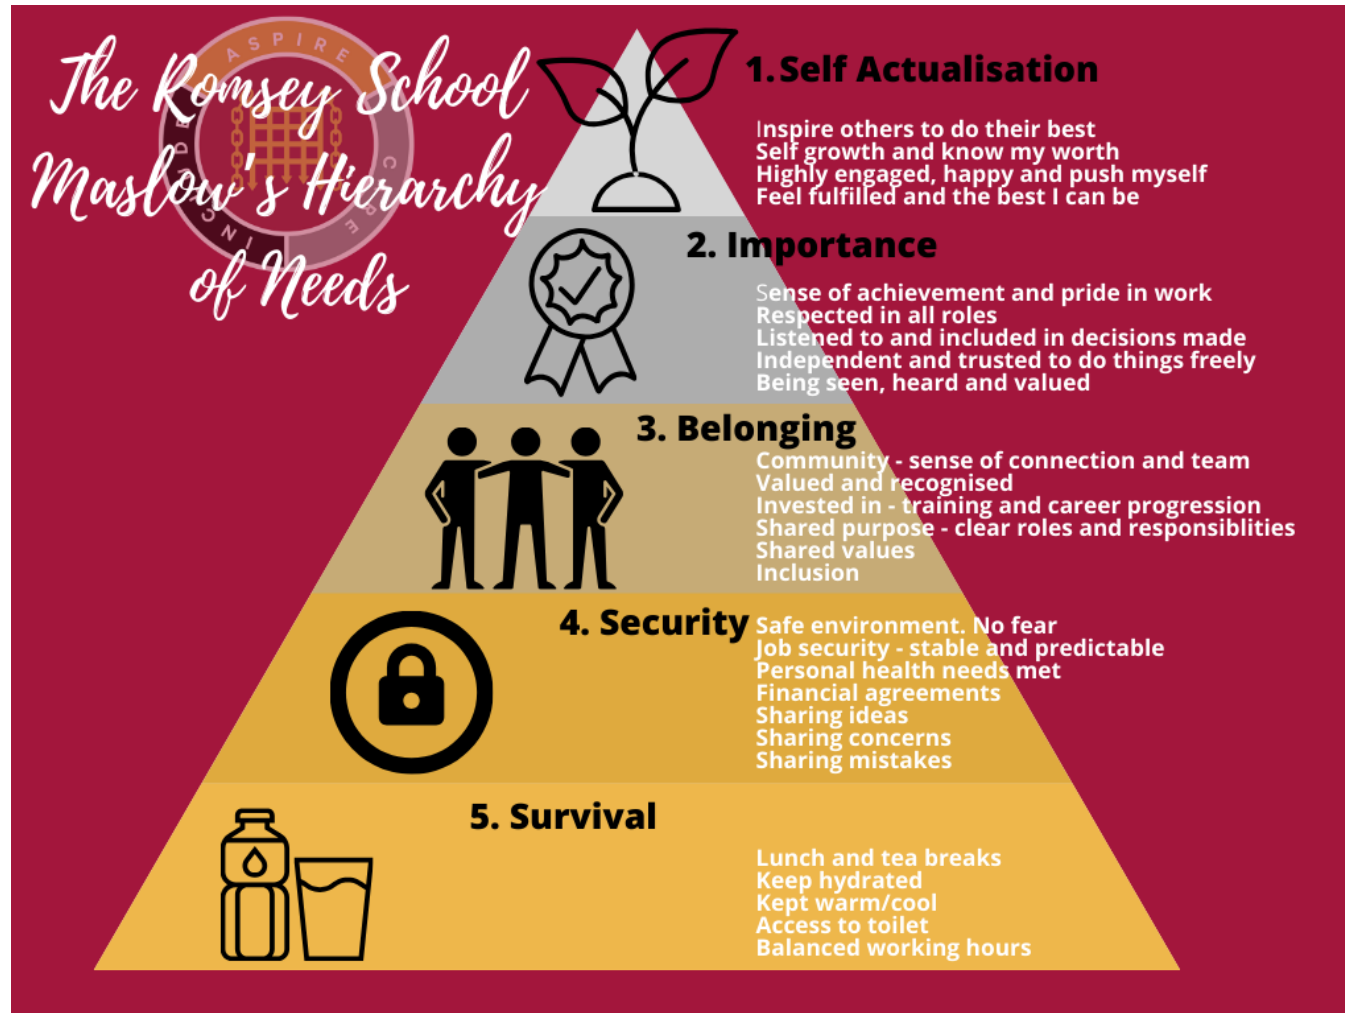 The Romsey School
Maslow's Hierarchy
of Needs
ASPIRE
CARE
INCLUDE
1.Self Actualisation
Inspire others to do their best
Self growth and know my worth
Highly engaged, happy and push myself
Feel fulfilled and the best I can be
2. Importance
Sense of achievement and pride in work
Respected in all roles
Listened to and included in decisions made
Independent and trusted to do things freely
Being seen, heard and valued
3. Belonging
Community - sense of connection and team
Valued and recognised
Invested in - training and career progression
Shared purpose - clear roles and responsiblities
Shared values
Inclusion
4. Security
Safe environment. No fear
Job security - stable and predictable
Personal health needs met
Financial agreements
Sharing ideas
Sharing concerns
Sharing mistakes
5. Survival
Lunch and tea breaks
Keep hydrated
Kept warm/cool
Access to toilet
Balanced working hours